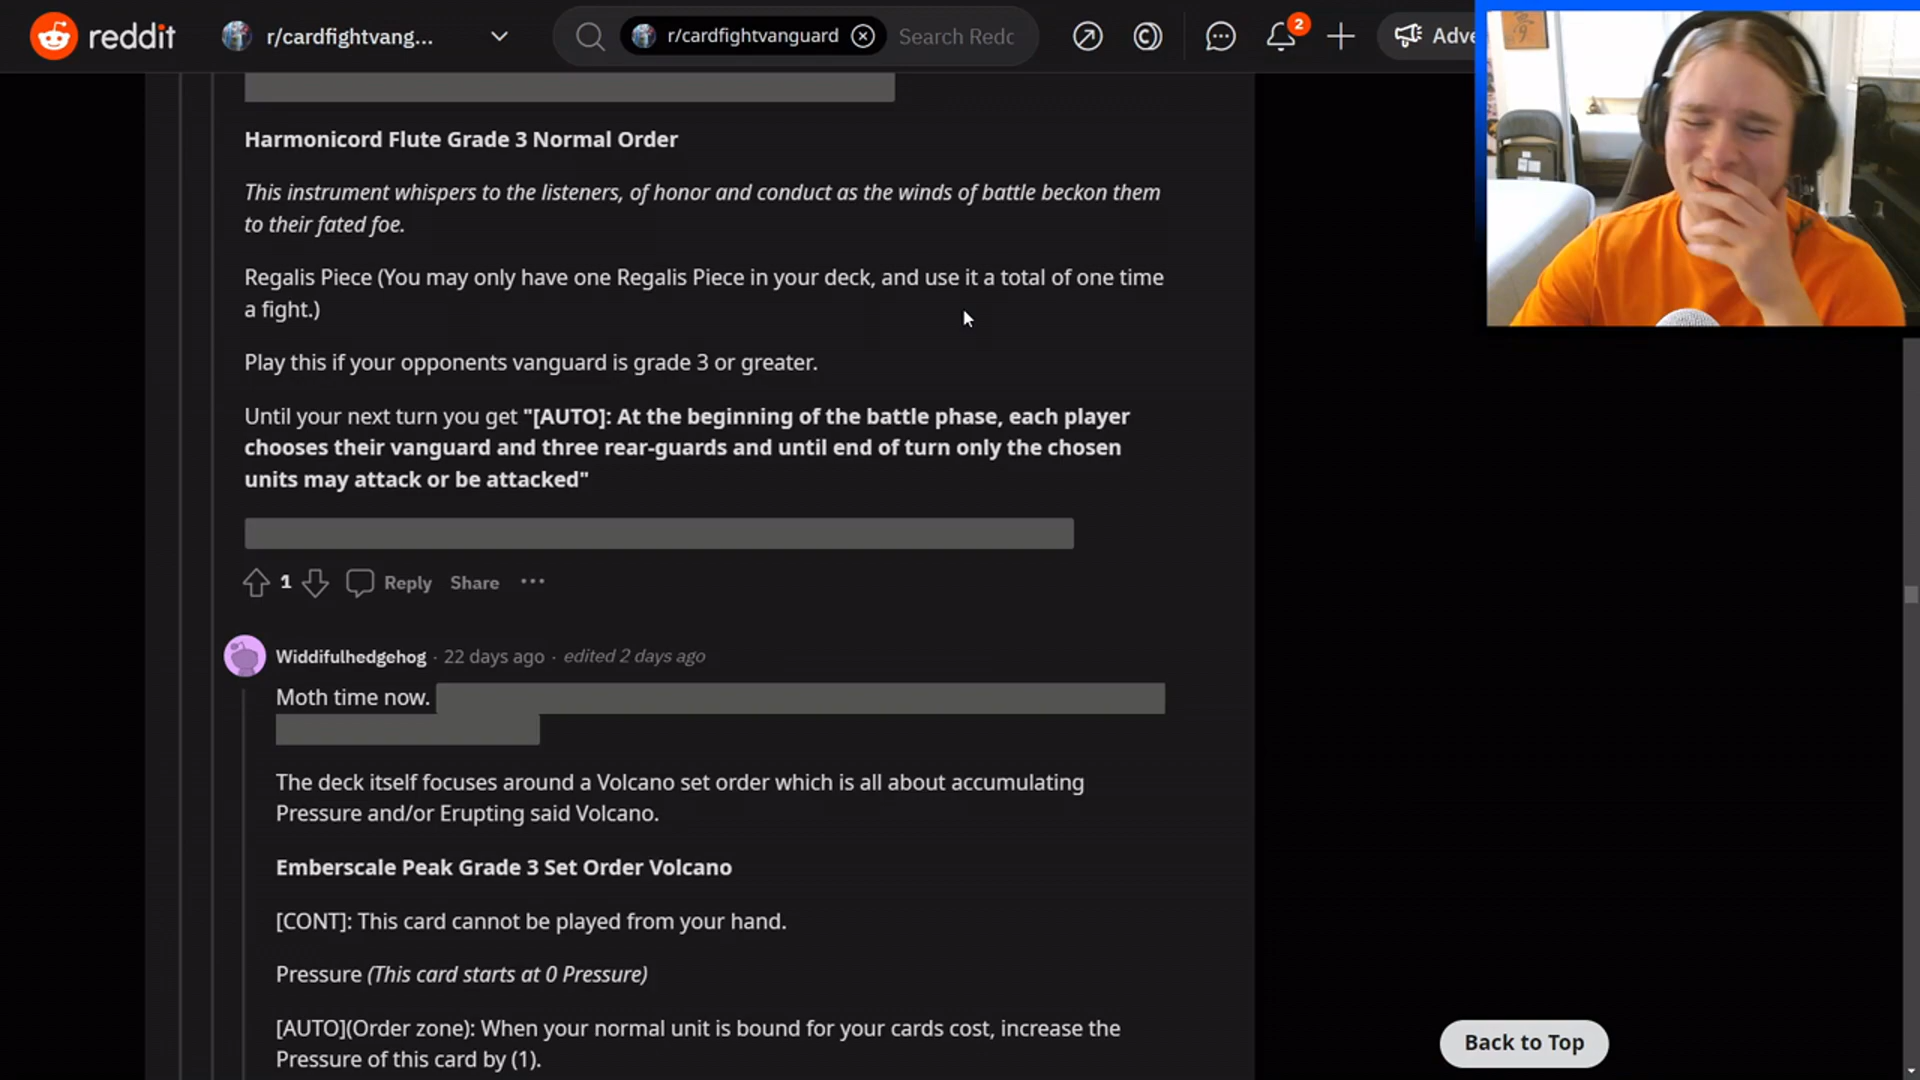 reddit
r/cardfightvang...
r/cardfightvanguard
Search Redc
2
Adve
Harmonicord Flute Grade 3 Normal Order
This instrument whispers to the listeners, of honor and conduct as the winds of battle beckon them
to their fated foe.
Regalis Piece (You may only have one Regalis Piece in your deck, and use it a total of one time
a fight.)
Play this if your opponents vanguard is grade 3 or greater.
Until your next turn you get "[AUTO]: At the beginning of the battle phase, each player
chooses their vanguard and three rear-guards and until end of turn only the chosen
units may attack or be attacked"
1
Reply
Share
Widdifulhedgehog · 22 days ago · edited 2 days ago
Moth time now.
The deck itself focuses around a Volcano set order which is all about accumulating
Pressure and/or Erupting said Volcano.
Emberscale Peak Grade 3 Set Order Volcano
[CONT]: This card cannot be played from your hand.
Pressure (This card starts at 0 Pressure)
[AUTO](Order zone): When your normal unit is bound for your cards cost, increase the
Pressure of this card by (1).
Back to Top